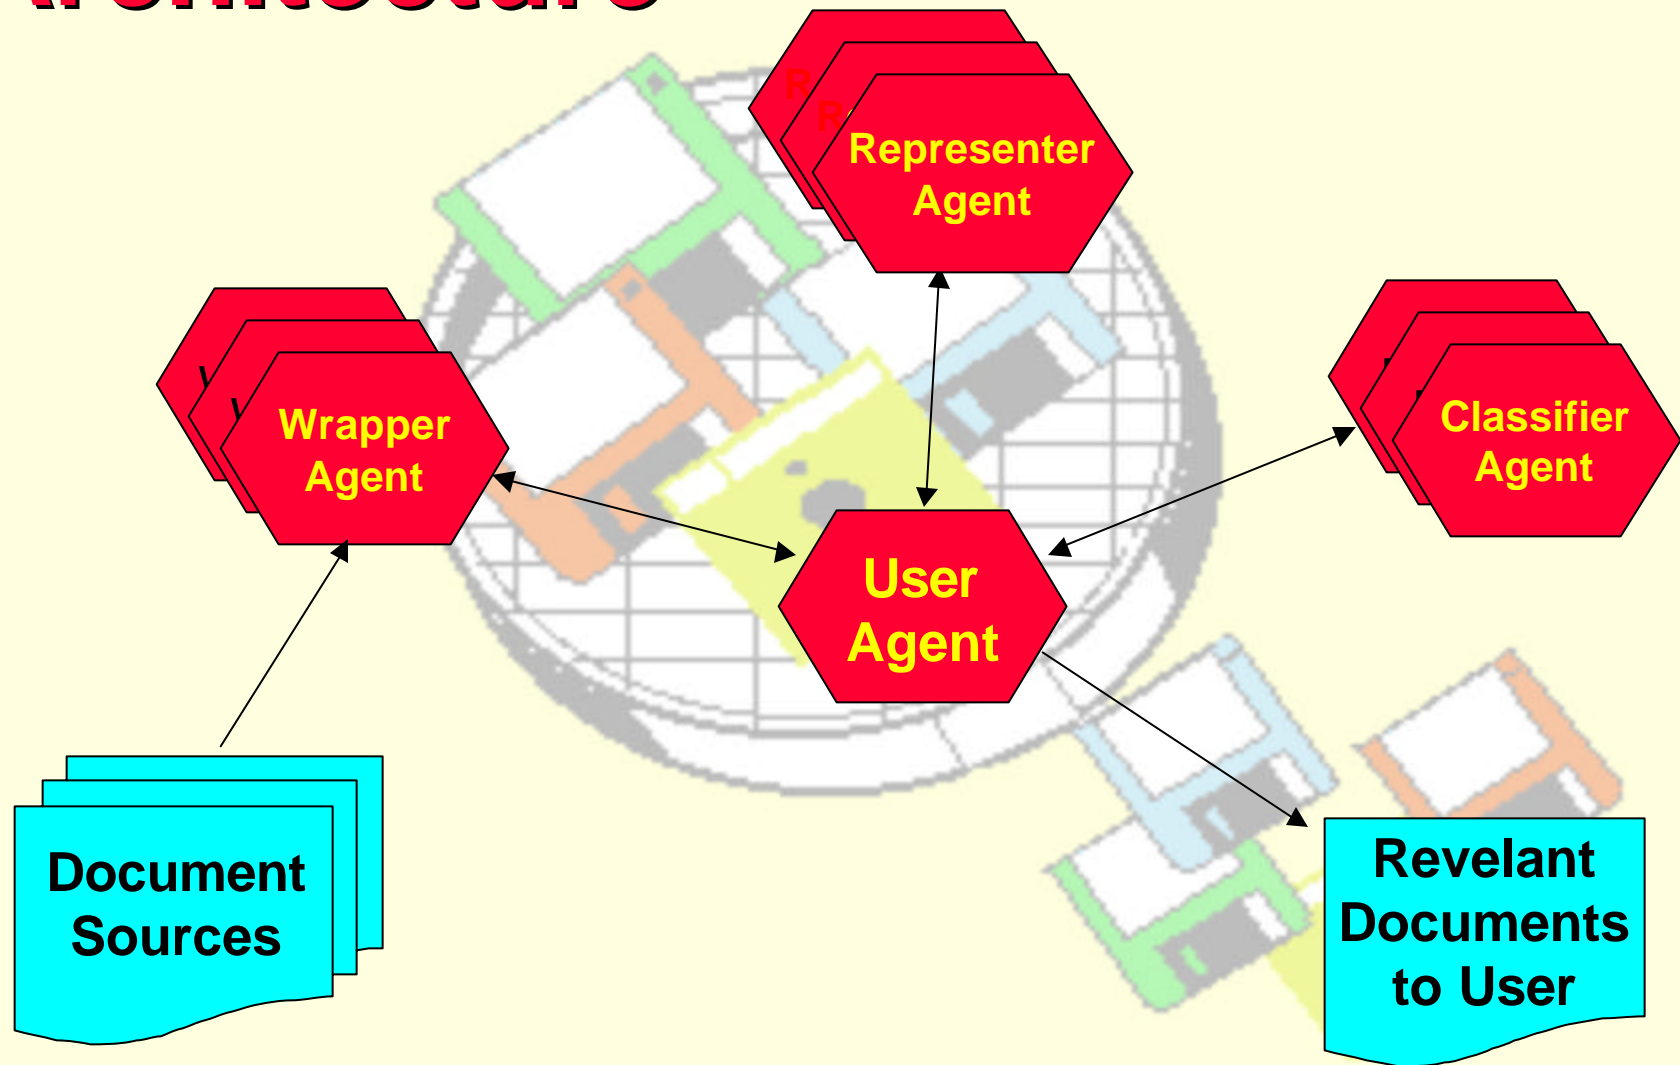 Representer
Agent
Wrapper
Agent
Classifier
Agent
User
Agent
Document
Sources
Revelant
Documents
to User